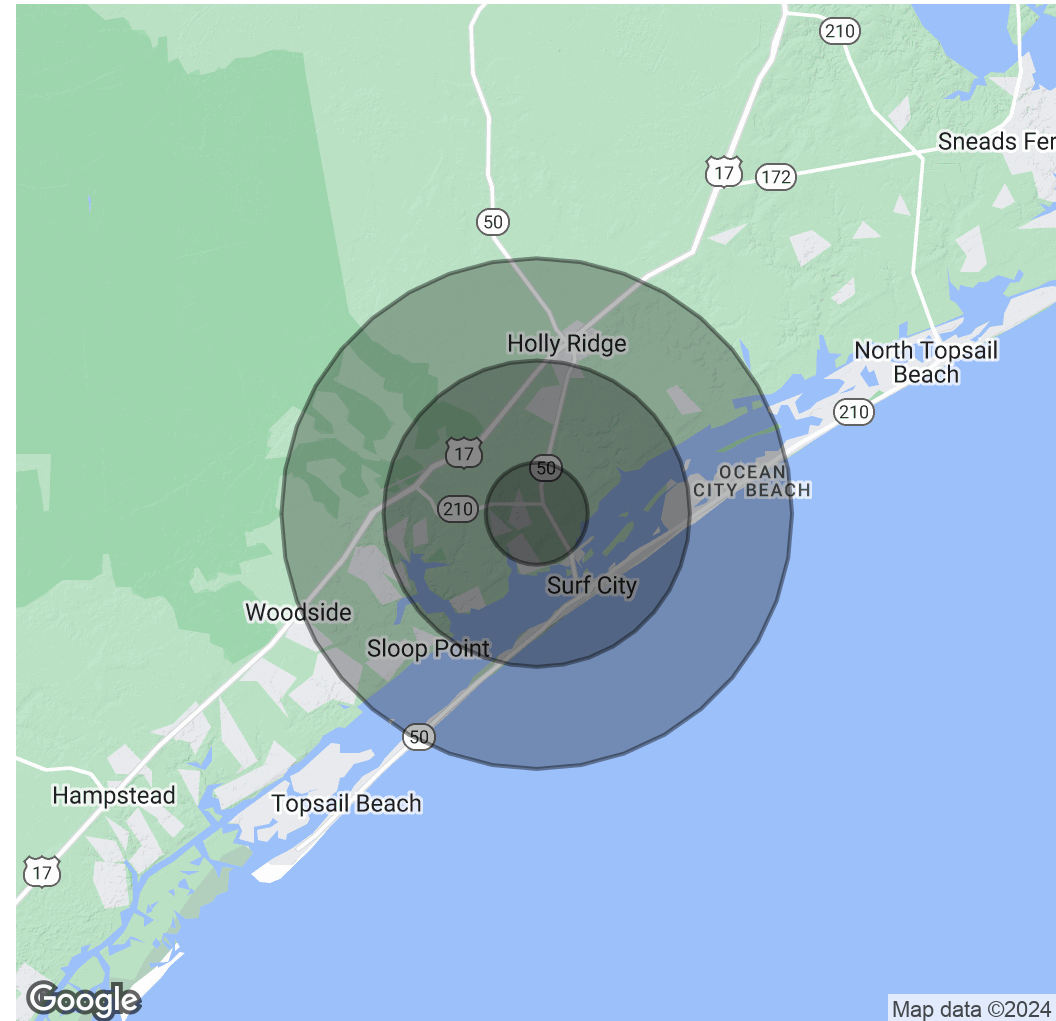 210
Sneads Fer
17
172
50
Holly Ridge
North Topsail
Beach
210
17
50
OCEAN
CITY BEACH
210
Surf City
Woodside
Sloop Point
50
Hampstead
Topsail Beach
17
Google
Map data ©2024